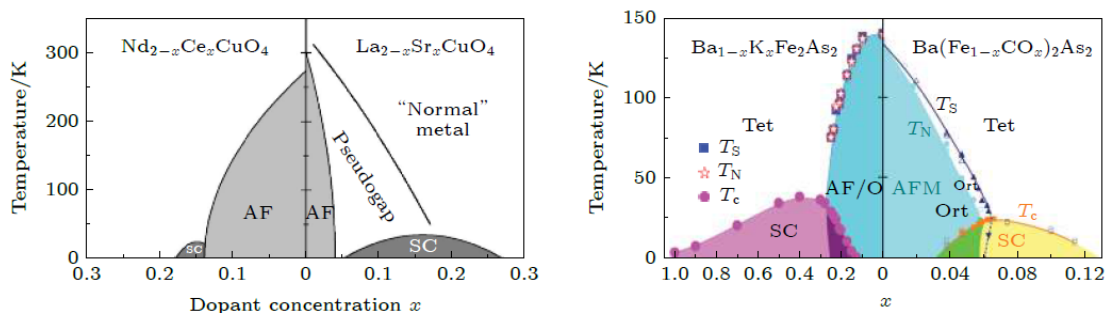 Temperature/K
300
250
200
150
100
50
0
Nd2−xCexCuO4
La2−xSrxCuO4
"Normal"
metal
Pseudogap
AF
AF
SC
SC
0.3
0.2
0.1
0
0.1
0.2
0.3
Dopant concentration x
Temperature/K
150
100
50
0
Ba1−xKxFe2As2
Ba(Fe1−xCOx)2As2
Tet
TS
TN
Tc
TS
TN
Tet
AF/O
AFM
Ort
Ort
SC
Tc
SC
1.0
0.8
0.6
0.4
0.2
0
0.04
0.08
0.12
x